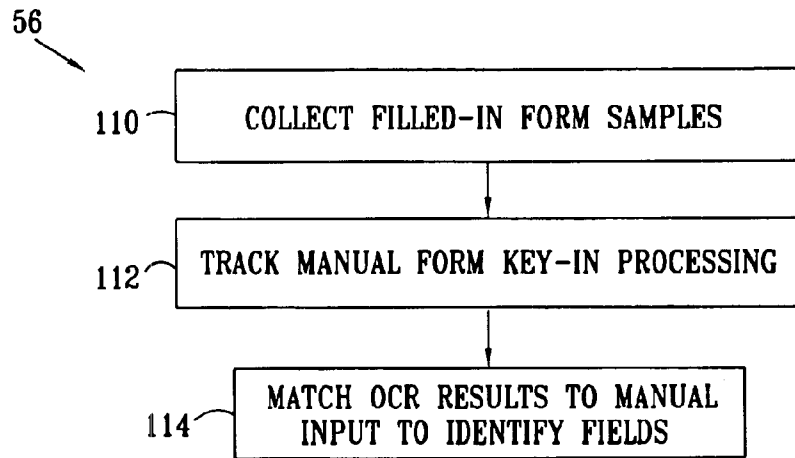 56
110
COLLECT FILLED-IN FORM SAMPLES
112
TRACK MANUAL FORM KEY-IN PROCESSING
114
MATCH OCR RESULTS TO MANUAL
INPUT TO IDENTIFY FIELDS